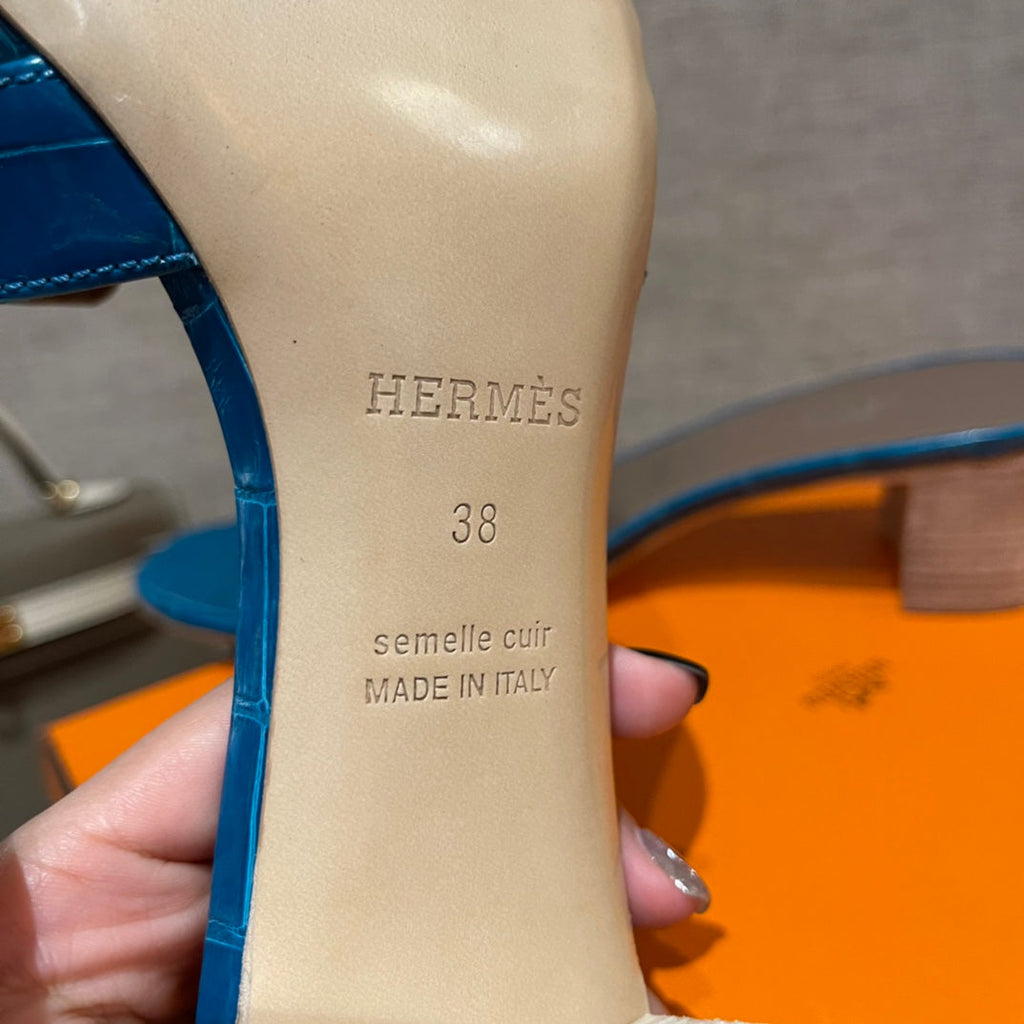 HERMÈS
38
semelle cuir
MADE IN ITALY